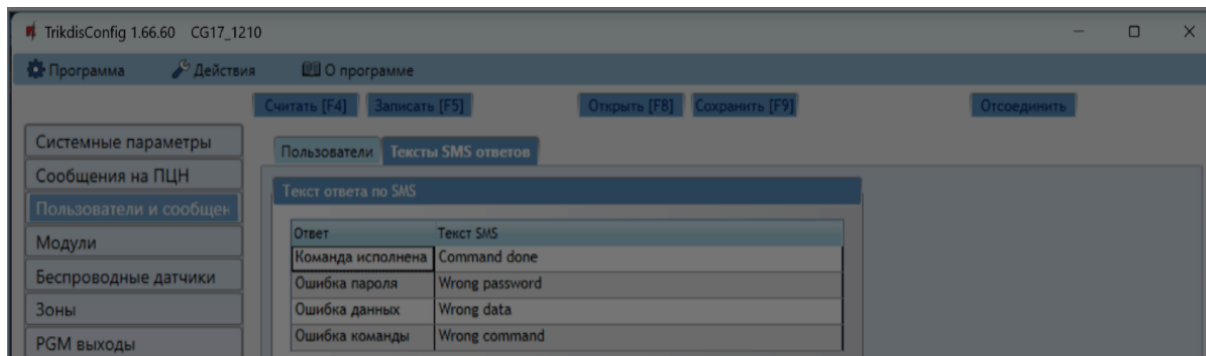 TrikdisConfig 1.66.60 CG17_1210
Программа Действия О программе
Считать [F4] Записать [F5] Открыть [F8] Сохранить [F9] Отсоединить
Системные параметры
Сообщения на ПЦН
Пользователи и сообщен
Модули
Беспроводные датчики
Зоны
PGM выходы
Пользователи Тексты SMS ответов
Текст ответа по SMS
Ответ Текст SMS
Команда исполнена Command done
Ошибка пароля Wrong password
Ошибка данных Wrong data
Ошибка команды Wrong command